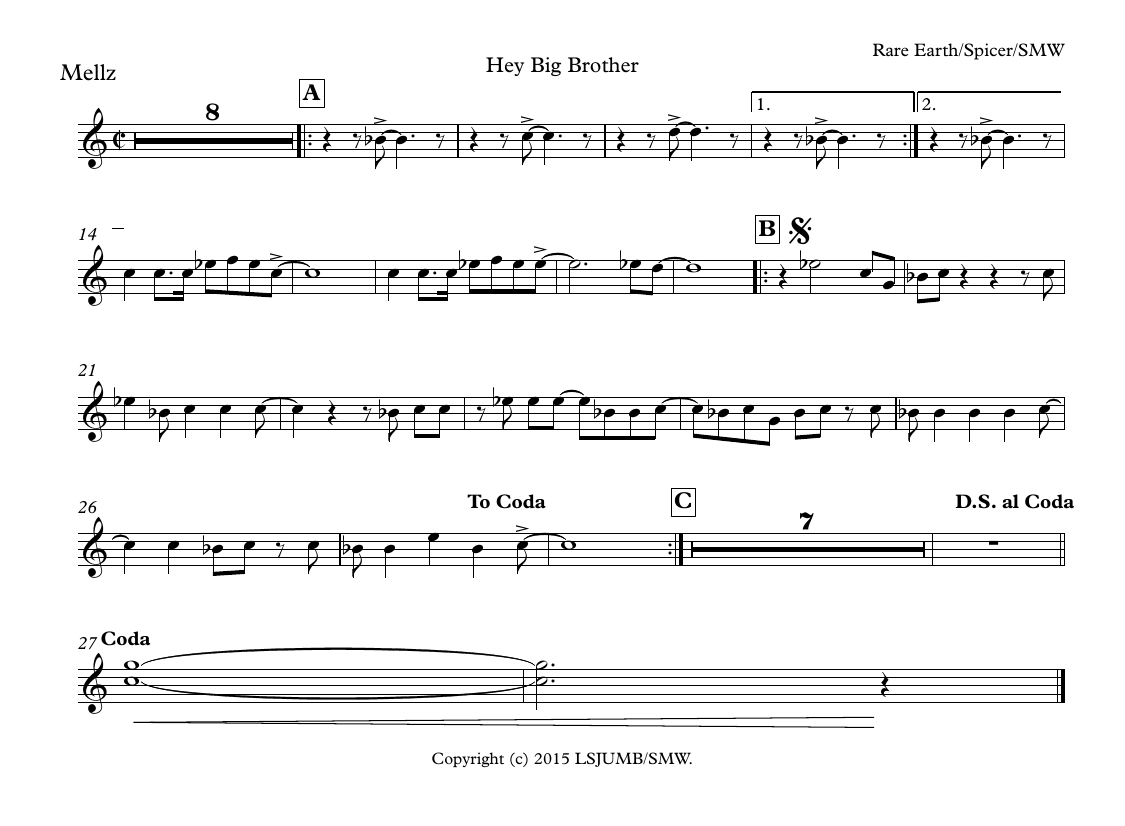 Rare Earth/Spicer/SMW
Mellz
Hey Big Brother
A
8
1.
2.
14
B
21
26
To Coda
C
7
D.S. al Coda
27 Coda
Copyright (c) 2015 LSJUMB/SMW.